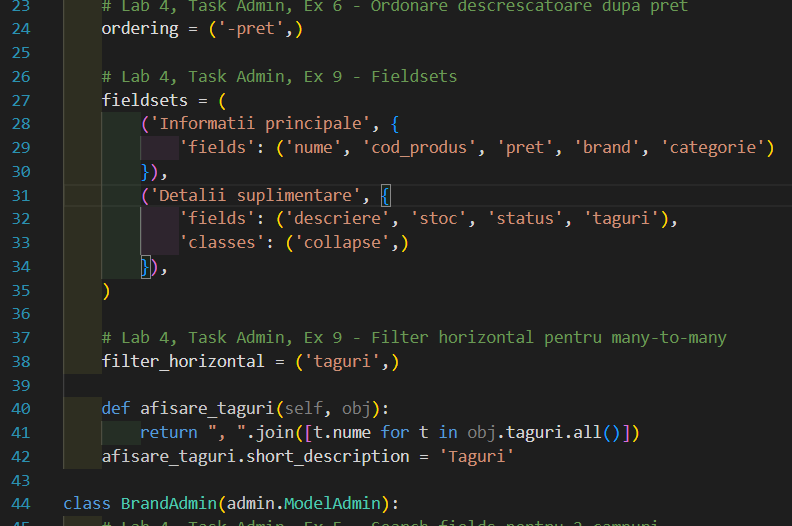 23 # Lab 4, Task Admin, Ex 6 - Ordonare descrescatoare dupa pret
24 ordering = ('-pret',)
25
26 # Lab 4, Task Admin, Ex 9 - Fieldsets
27 fieldsets = (
28 ('Informatii principale', {
29 'fields': ('nume', 'cod_produs', 'pret', 'brand', 'categorie')
30 }),
31 ('Detalii suplimentare', {
32 'fields': ('descriere', 'stoc', 'status', 'taguri'),
33 'classes': ('collapse',)
34 }),
35 )
36
37 # Lab 4, Task Admin, Ex 9 - Filter horizontal pentru many-to-many
38 filter_horizontal = ('taguri',)
39
40 def afisare_taguri(self, obj):
41 return ", ".join([t.nume for t in obj.taguri.all()])
42 afisare_taguri.short_description = 'Taguri'
43
44 class BrandAdmin(admin.ModelAdmin):
45 # Lab 4, Task Admin, Ex 5 - Search fields pentru 2 campuri